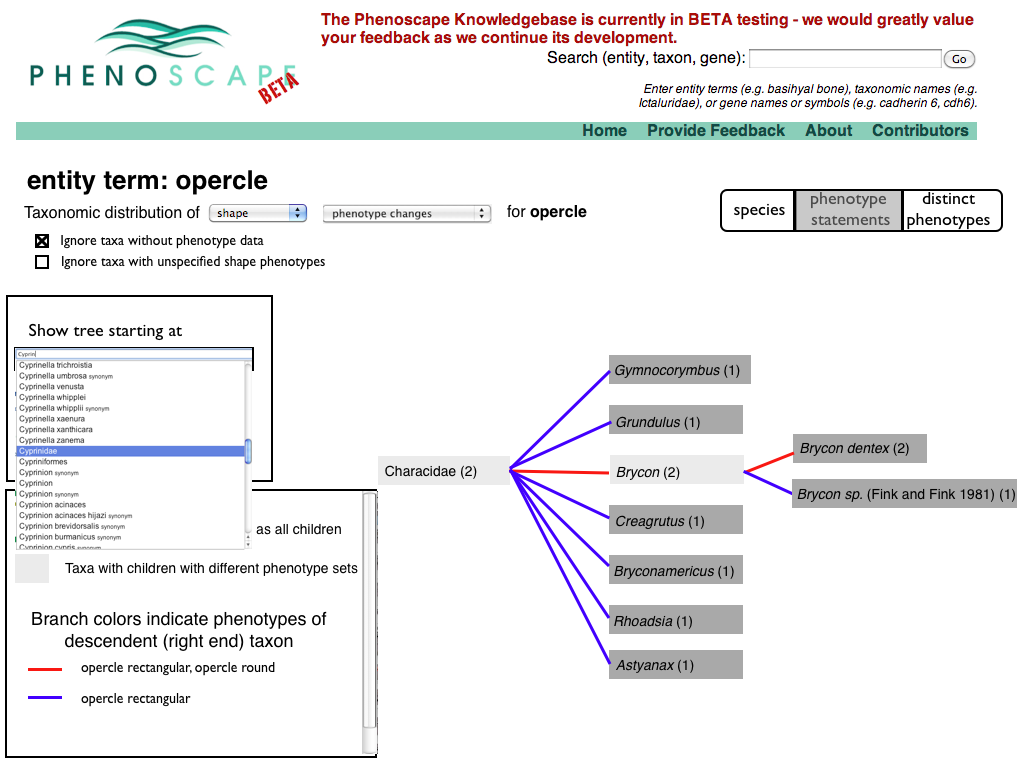 The Phenoscape Knowledgebase is currently in BETA testing - we would greatly value
your feedback as we continue its development.
PHENOSCAPE
BETA
Search (entity, taxon, gene):
Go
Enter entity terms (e.g. basihyal bone), taxonomic names (e.g.
Ictaluridae), or gene names or symbols (e.g. cadherin 6, cdh6).
Home Provide Feedback About Contributors
entity term: opercle
Taxonomic distribution of shape phenotype changes for opercle
species
phenotype
statements
distinct
phenotypes
Ignore taxa without phenotype data
Ignore taxa with unspecified shape phenotypes
Show tree starting at
Cyprin
Cyprinella trichroistia
Cyprinella umbrosa synonym
Cyprinella venusta
Cyprinella whipplei
Cyprinella whipplii synonym
Cyprinella xaenura
Cyprinella xanthicara
Cyprinella zanema
Cyprinidae
Cypriniformes
Cyprinion synonym
Cyprinion
Cyprinion synonym
Cyprinion acinaces
Cyprinion acinaces hijazi synonym
Cyprinion brevidorsalis synonym
Cyprinion burmanicus synonym
Cyprinion cypris synonym
as all children
Taxa with children with different phenotype sets
Branch colors indicate phenotypes of
descendent (right end) taxon
opercle rectangular, opercle round
opercle rectangular
Characidae (2)
Gymnocorymbus (1)
Grundulus (1)
Brycon (2)
Creagrutus (1)
Bryconamericus (1)
Rhoadsia (1)
Astyanax (1)
Brycon dentex (2)
Brycon sp. (Fink and Fink 1981) (1)